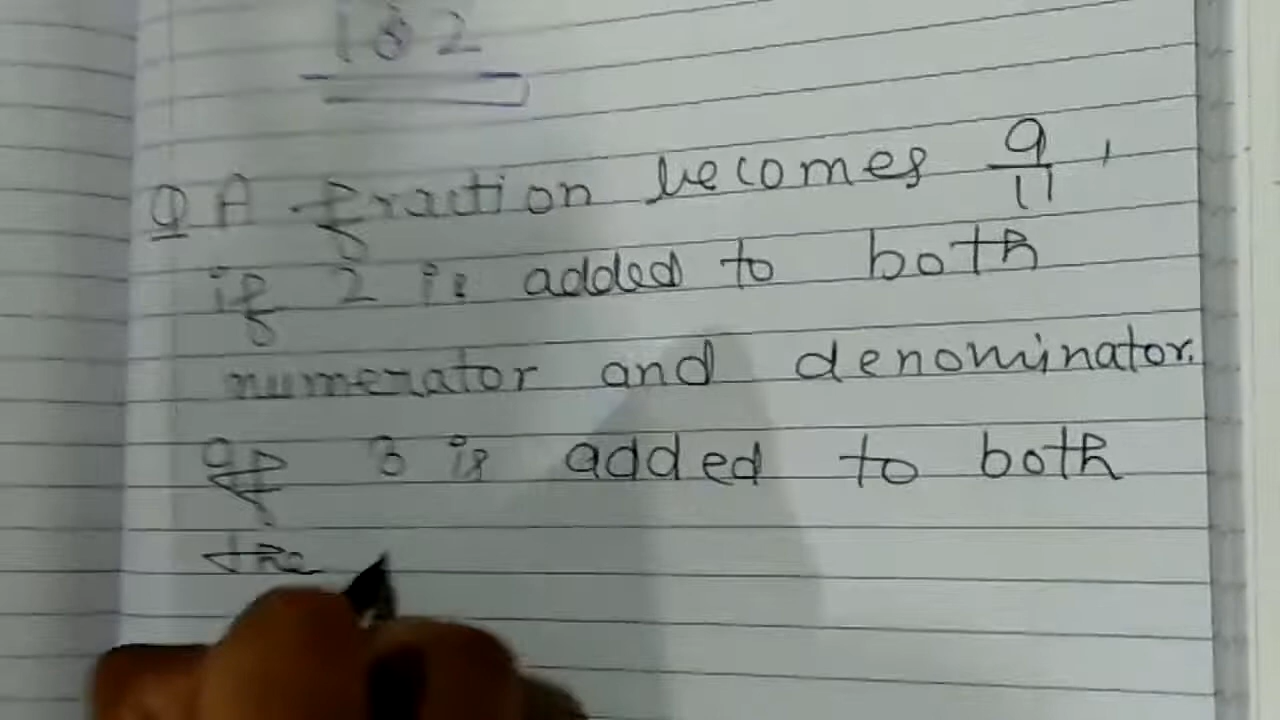 162
Q A fraction becomes 9/11,
if 2 is added to both
numerator and denominator.
If 3 is added to both
the